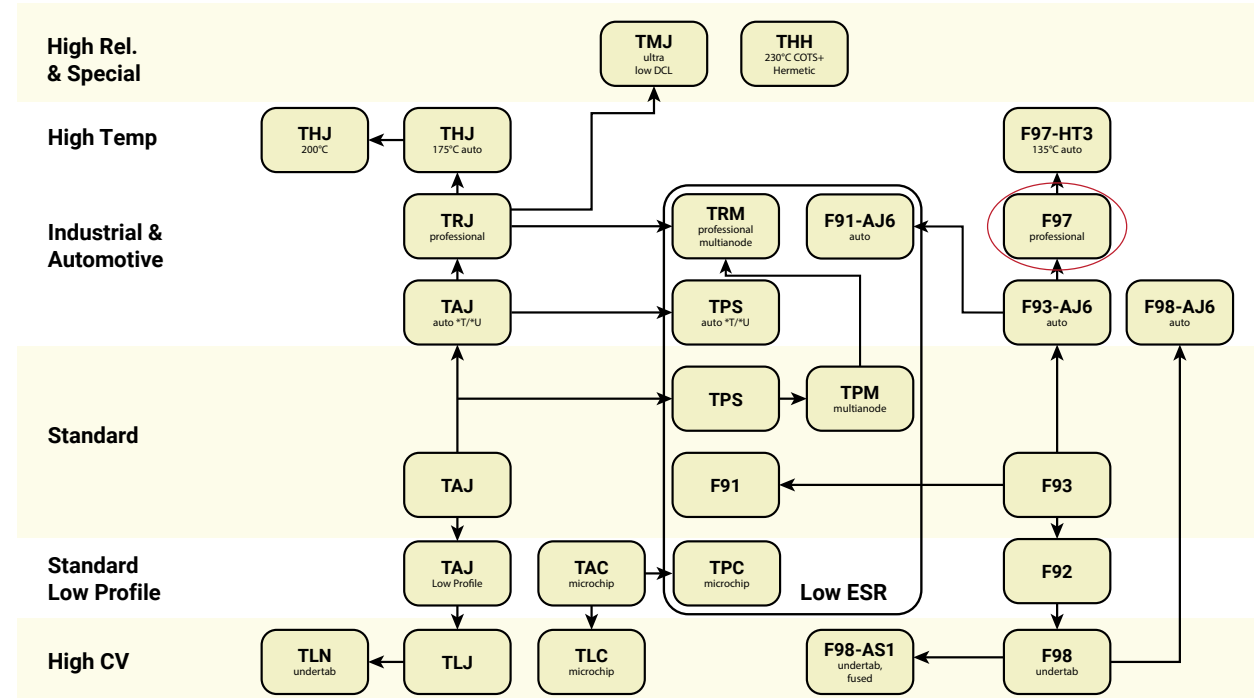 High Rel.
& Special
TMJ
ultra
low DCL
THH
230°C COTS+
Hermetic
High Temp
THJ
200°C
THJ
175°C auto
F97-HT3
135°C auto
Industrial &
Automotive
TRJ
professional
TRM
professional
multianode
F91-AJ6
auto
F97
professional
TAJ
auto *T/*U
TPS
auto *T/*U
F93-AJ6
auto
F98-AJ6
auto
Standard
TPS
TPM
multianode
TAJ
F91
F93
Standard
Low Profile
TAJ
Low Profile
TAC
microchip
TPC
microchip
Low ESR
F92
High CV
TLN
undertab
TLJ
TLC
microchip
F98-AS1
undertab,
fused
F98
undertab